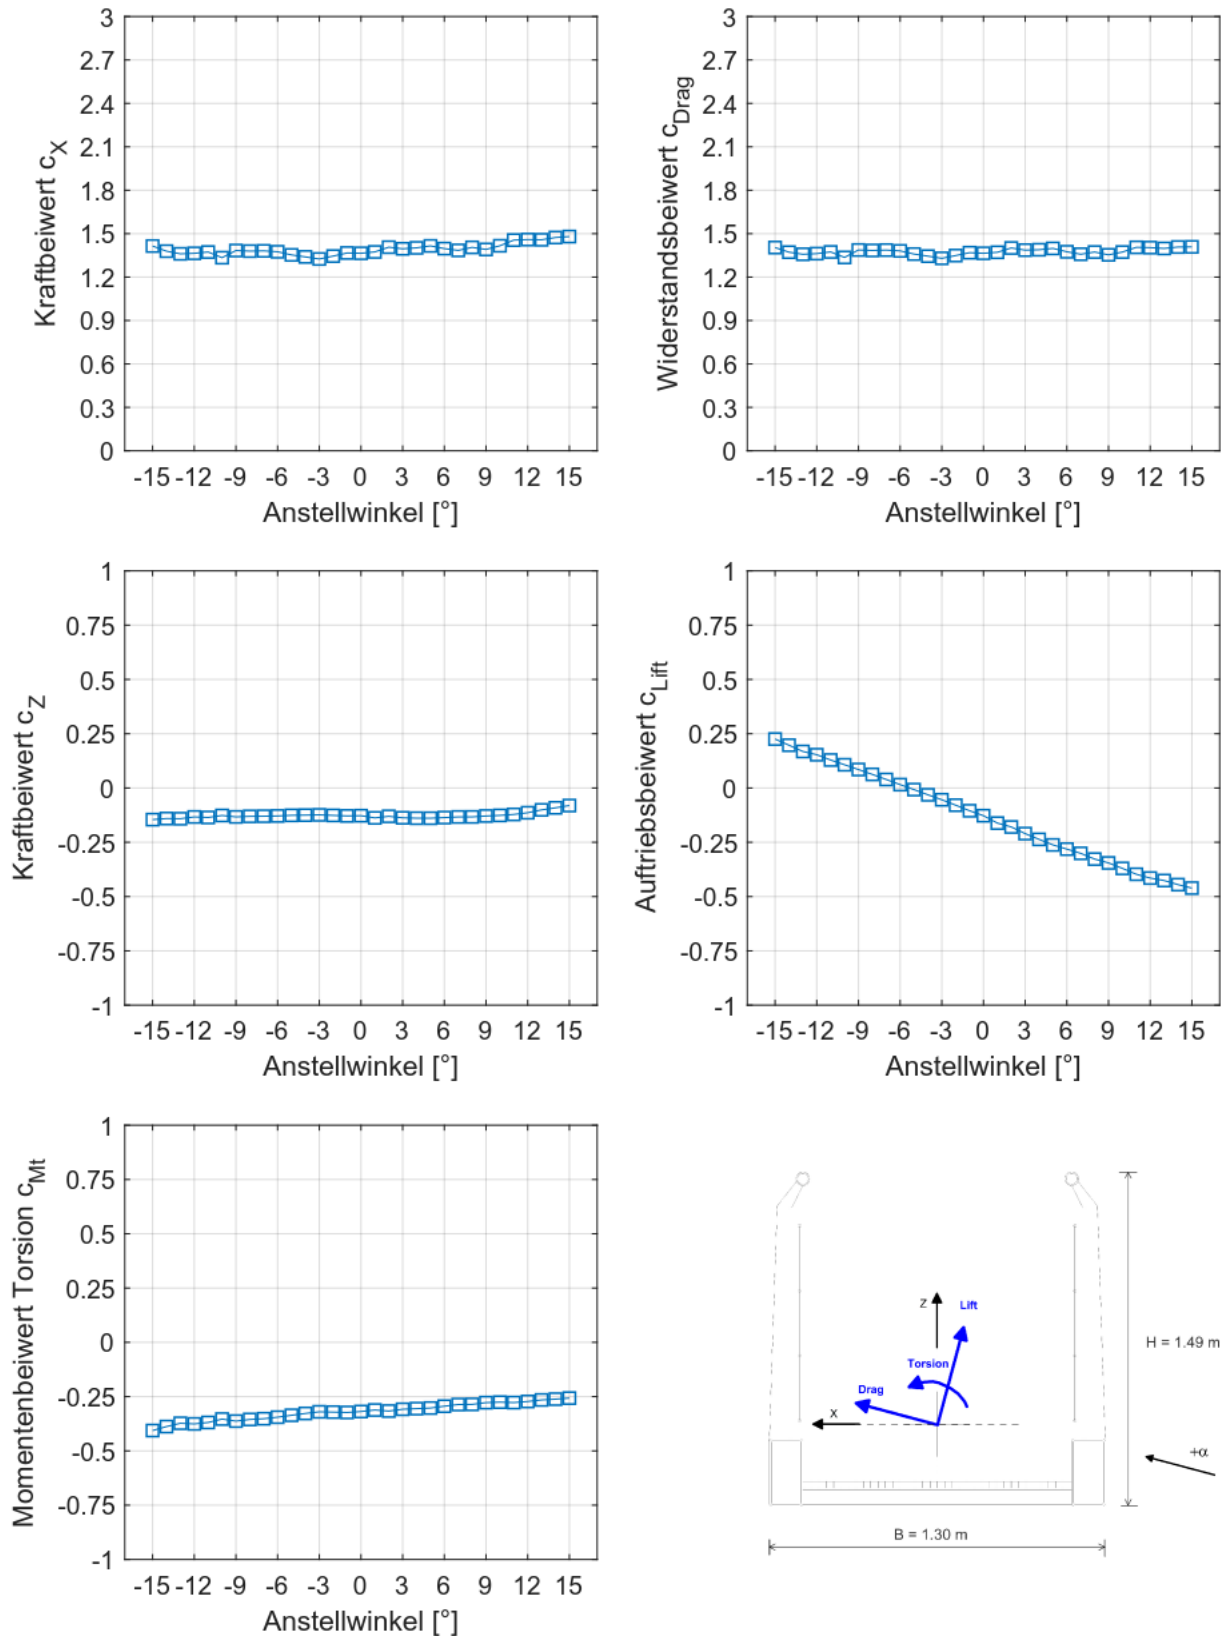 3
2.7
2.4
2.1
1.8
1.5
1.2
0.9
0.6
0.3
0
Kraftbeiwert c_X
-15 -12 -9 -6 -3 0 3 6 9 12 15
Anstellwinkel [°]
3
2.7
2.4
2.1
1.8
1.5
1.2
0.9
0.6
0.3
0
Widerstandsbeiwert c_Drag
-15 -12 -9 -6 -3 0 3 6 9 12 15
Anstellwinkel [°]
1
0.75
0.5
0.25
0
-0.25
-0.5
-0.75
-1
Kraftbeiwert c_Z
-15 -12 -9 -6 -3 0 3 6 9 12 15
Anstellwinkel [°]
1
0.75
0.5
0.25
0
-0.25
-0.5
-0.75
-1
Auftriebsbeiwert c_Lift
-15 -12 -9 -6 -3 0 3 6 9 12 15
Anstellwinkel [°]
1
0.75
0.5
0.25
0
-0.25
-0.5
-0.75
-1
Momentenbeiwert Torsion c_Mt
-15 -12 -9 -6 -3 0 3 6 9 12 15
Anstellwinkel [°]
z
Lift
H = 1.49 m
Torsion
Drag
x
+α
B = 1.30 m